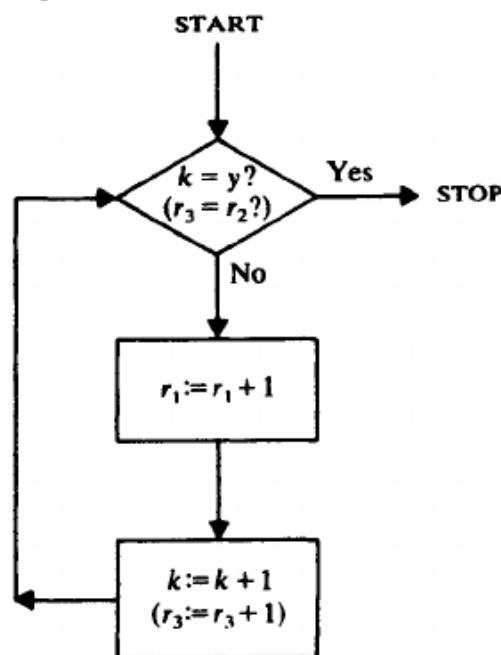 START
k = y?
(r₃ = r₂?)
Yes
STOP
No
r₁ := r₁ + 1
k := k + 1
(r₃ := r₃ + 1)